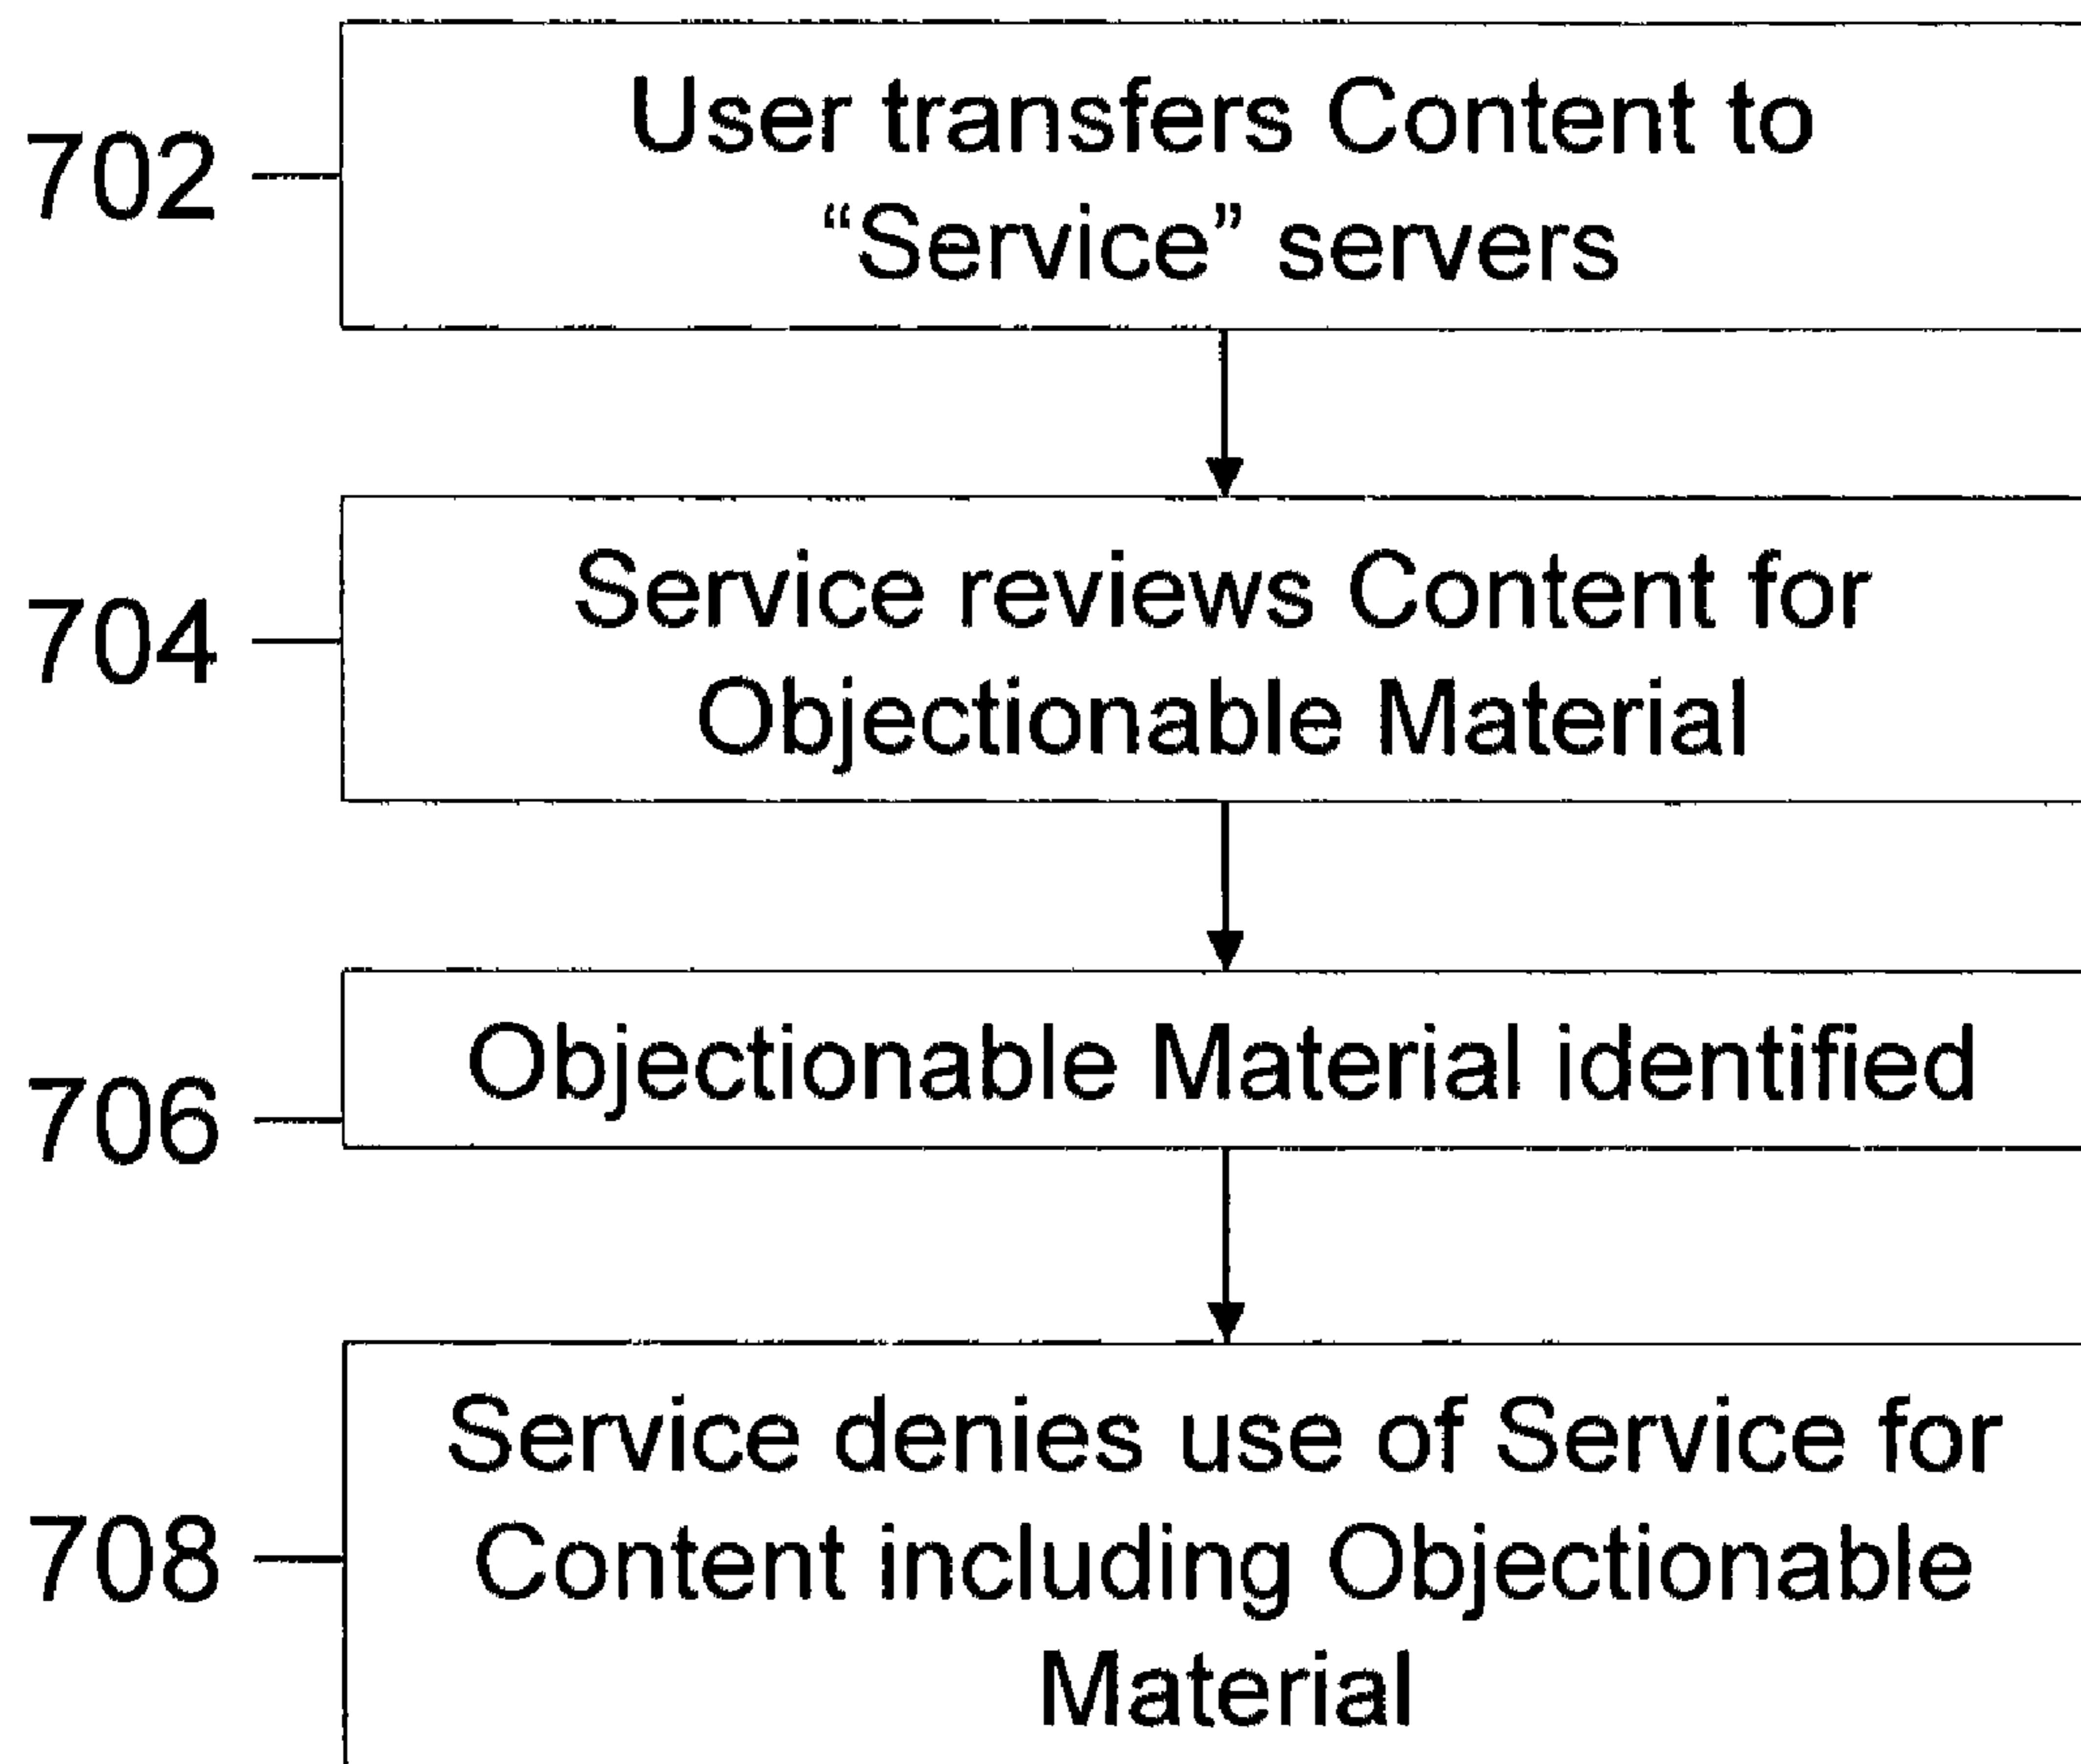 702
User transfers Content to
“Service” servers
704
Service reviews Content for
Objectionable Material
706
Objectionable Material identified
708
Service denies use of Service for
Content including Objectionable
Material